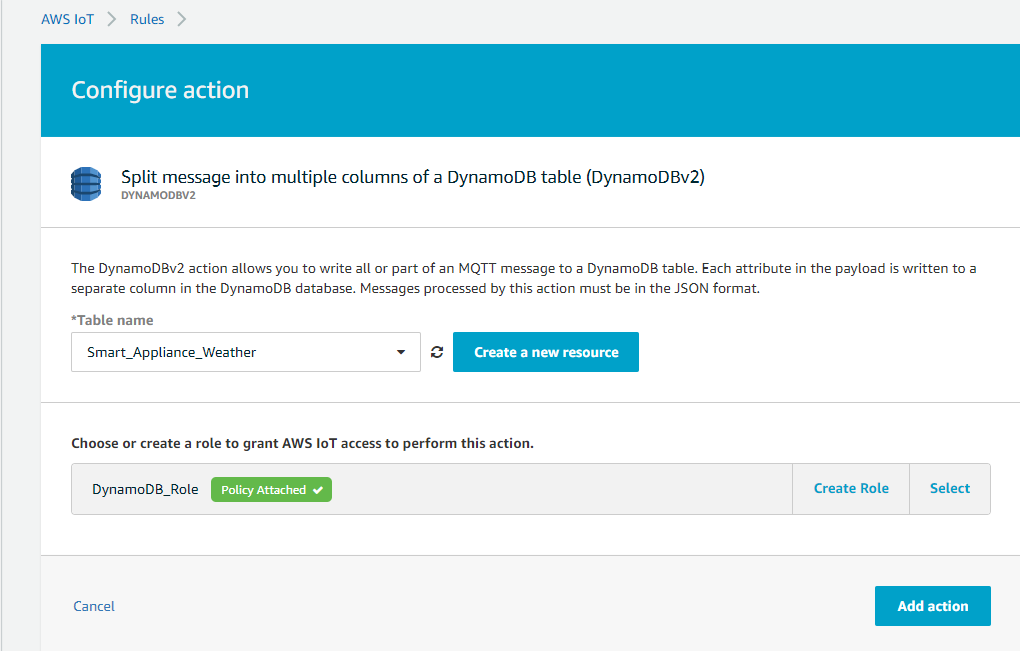 AWS IoT > Rules >
Configure action
Split message into multiple columns of a DynamoDB table (DynamoDBv2)
DYNAMODBV2
The DynamoDBv2 action allows you to write all or part of an MQTT message to a DynamoDB table. Each attribute in the payload is written to a
separate column in the DynamoDB database. Messages processed by this action must be in the JSON format.
*Table name
Smart_Appliance_Weather Create a new resource
Choose or create a role to grant AWS IoT access to perform this action.
DynamoDB_Role Policy Attached Create Role Select
Cancel Add action